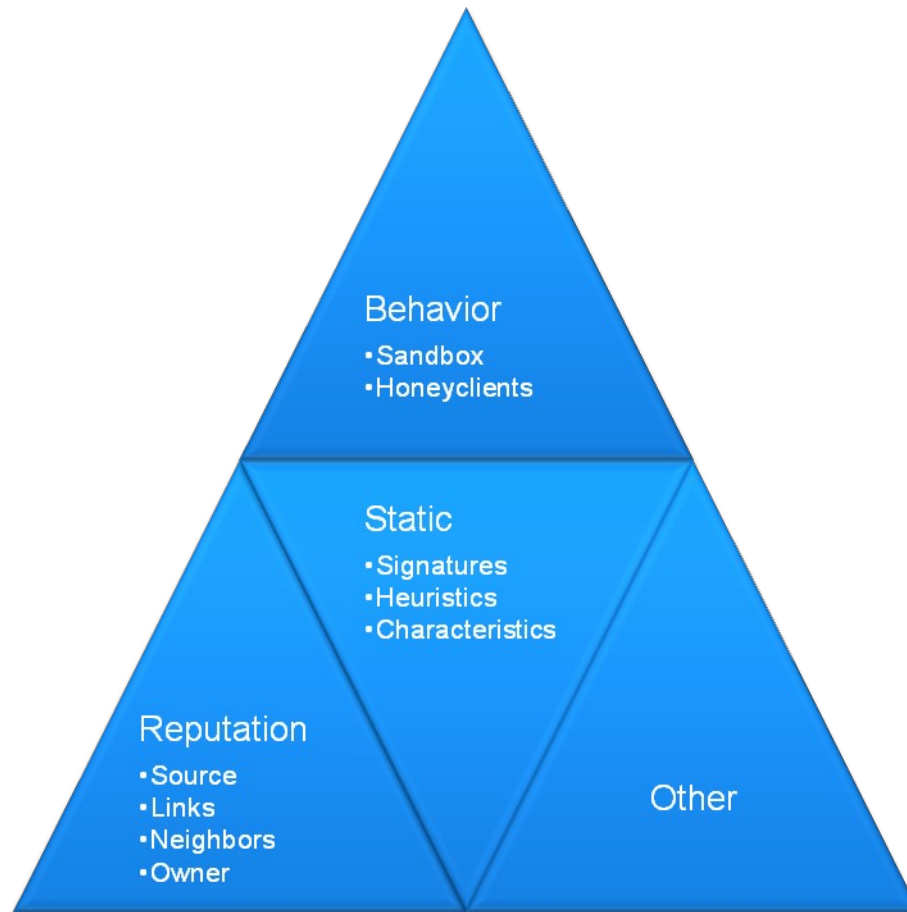 Behavior
▪Sandbox
▪Honeyclients
Static
▪Signatures
▪Heuristics
▪Characteristics
Reputation
▪Source
▪Links
▪Neighbors
▪Owner
Other